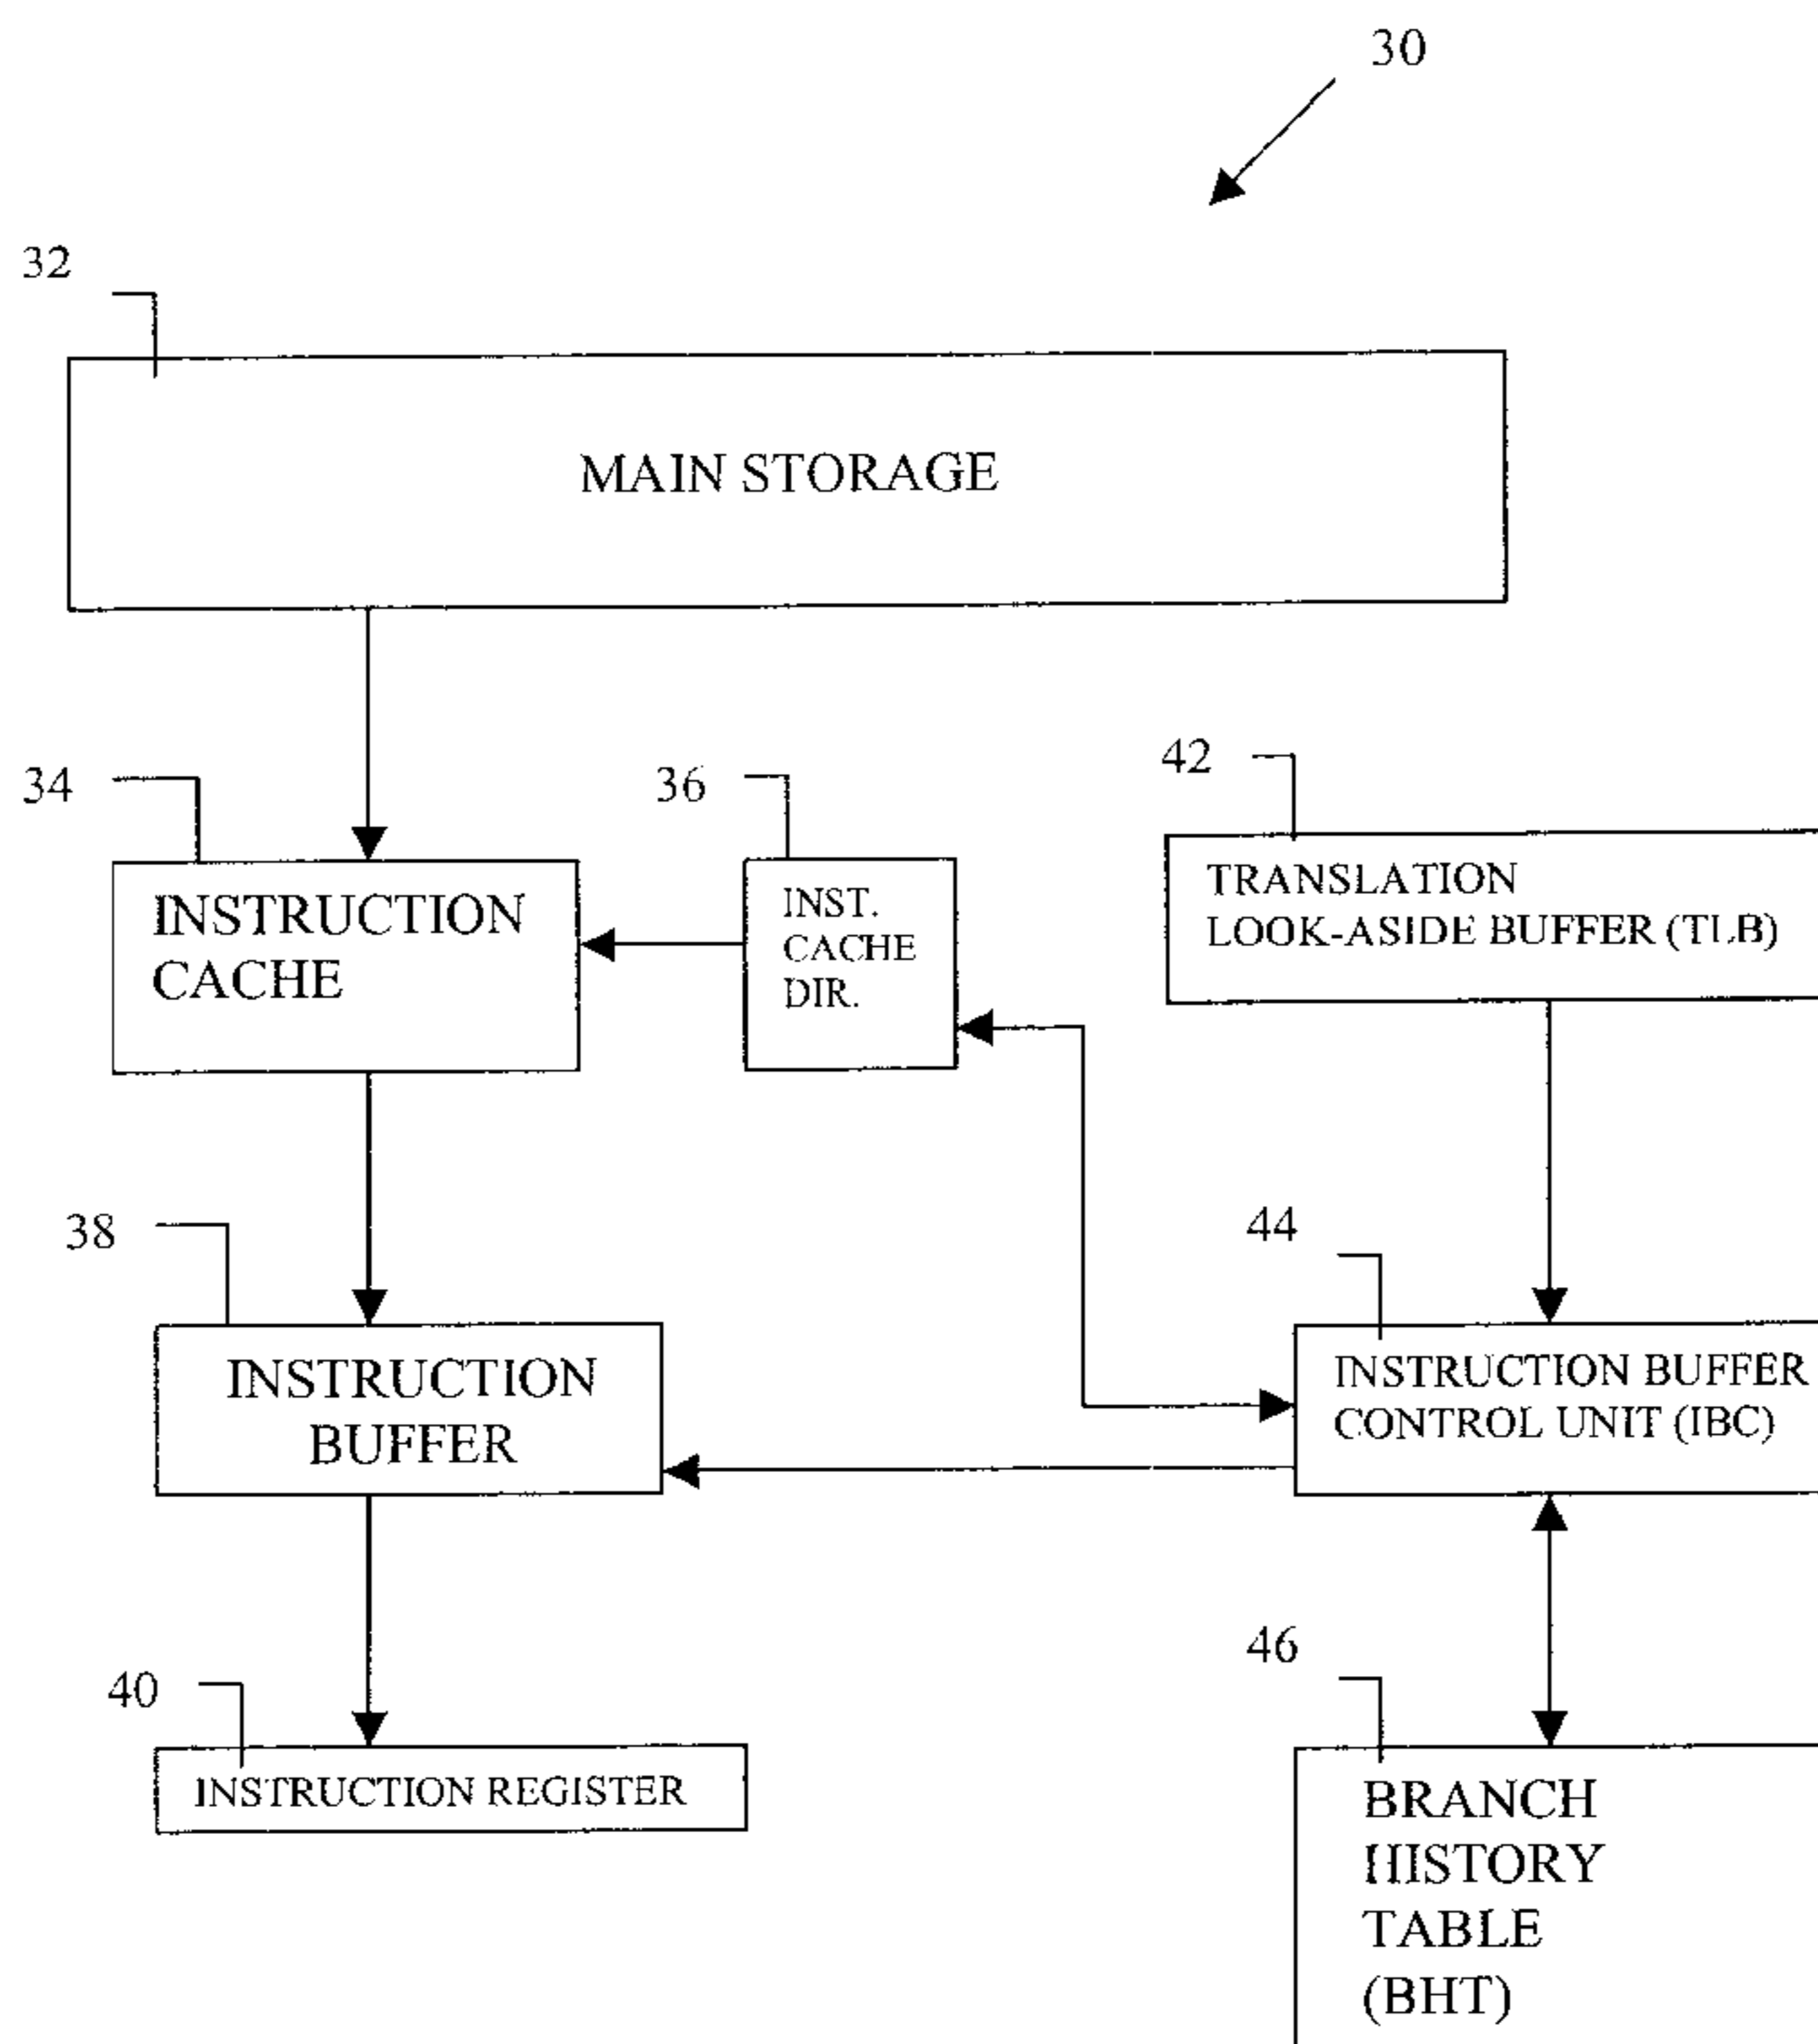 30
32
MAIN STORAGE
34
36
42
INSTRUCTION
CACHE
INST.
CACHE
DIR.
TRANSLATION
LOOK-ASIDE BUFFER (TLB)
38
44
INSTRUCTION
BUFFER
INSTRUCTION BUFFER
CONTROL UNIT (IBC)
40
46
INSTRUCTION REGISTER
BRANCH
HISTORY
TABLE
(BHT)